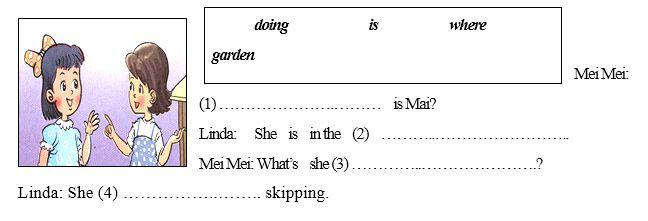 doing is where
garden
Mei Mei:
(1) ………………….……… is Mai?
Linda: She is in the (2) ………..……………………..
Mei Mei: What’s she (3) …………..………………….?
Linda: She (4) …………….…….. skipping.